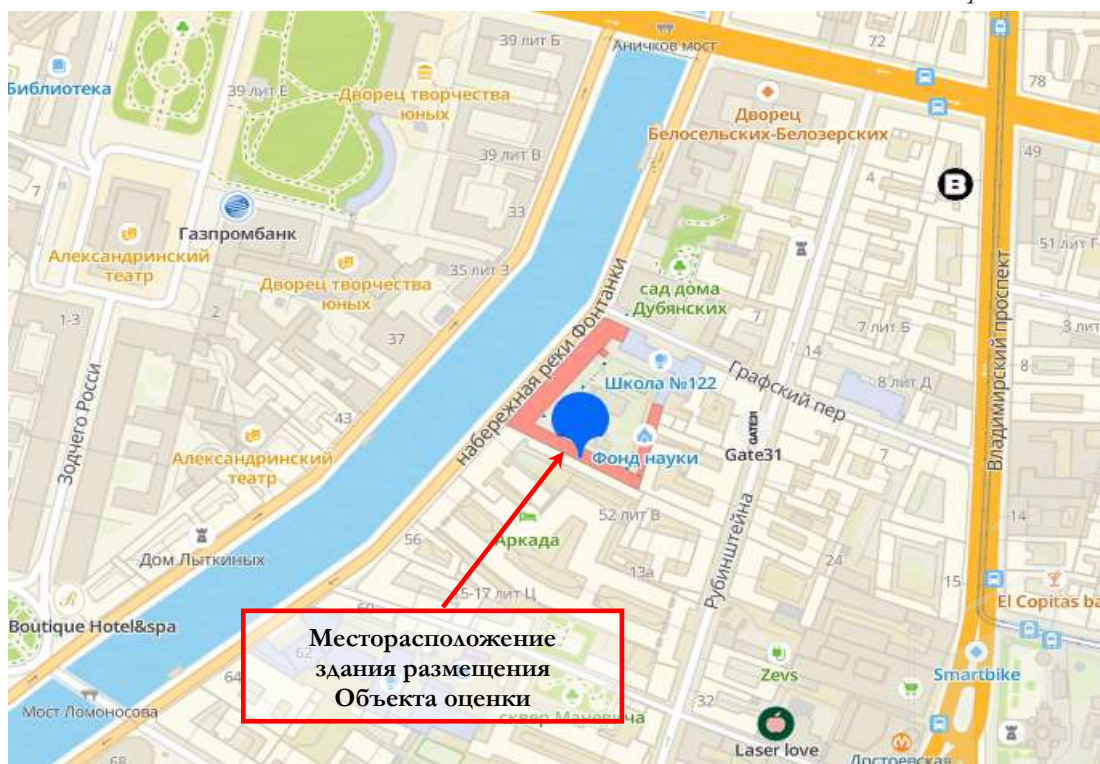 39 лит Б
Аничков мост
72
Библиотека
39 лит Е
Дворец творчества
юных
78
Дворец
Белосельских-Белозерских
39 лит В
49
7
4
B
33
Газпромбанк
51 лит Г
Александринский
театр
35 лит З
Дворец творчества
юных
сад дома
Дубянских
1-3
2
37
7
7 лит Б
3 лит
14
набережная реки Фонтанки
Школа №122
Графский пер
8 лит Д
8
Владимирский проспект
Зодчего Росси
43
GATE31
Gate31
Фонд науки
7
Александринский
театр
52 лит В
14
Аркада
56
Рубинштейна
24
Дом Лыткиных
13а
15
5-17 лит Ц
El Copitas ba
Boutique Hotel&spa
Месторасположение
здания размещения
Объекта оценки
62
64
Zevs
Smartbike
32
Мост Ломоносова
сквер Маневича
Laser love
Достоевская
68